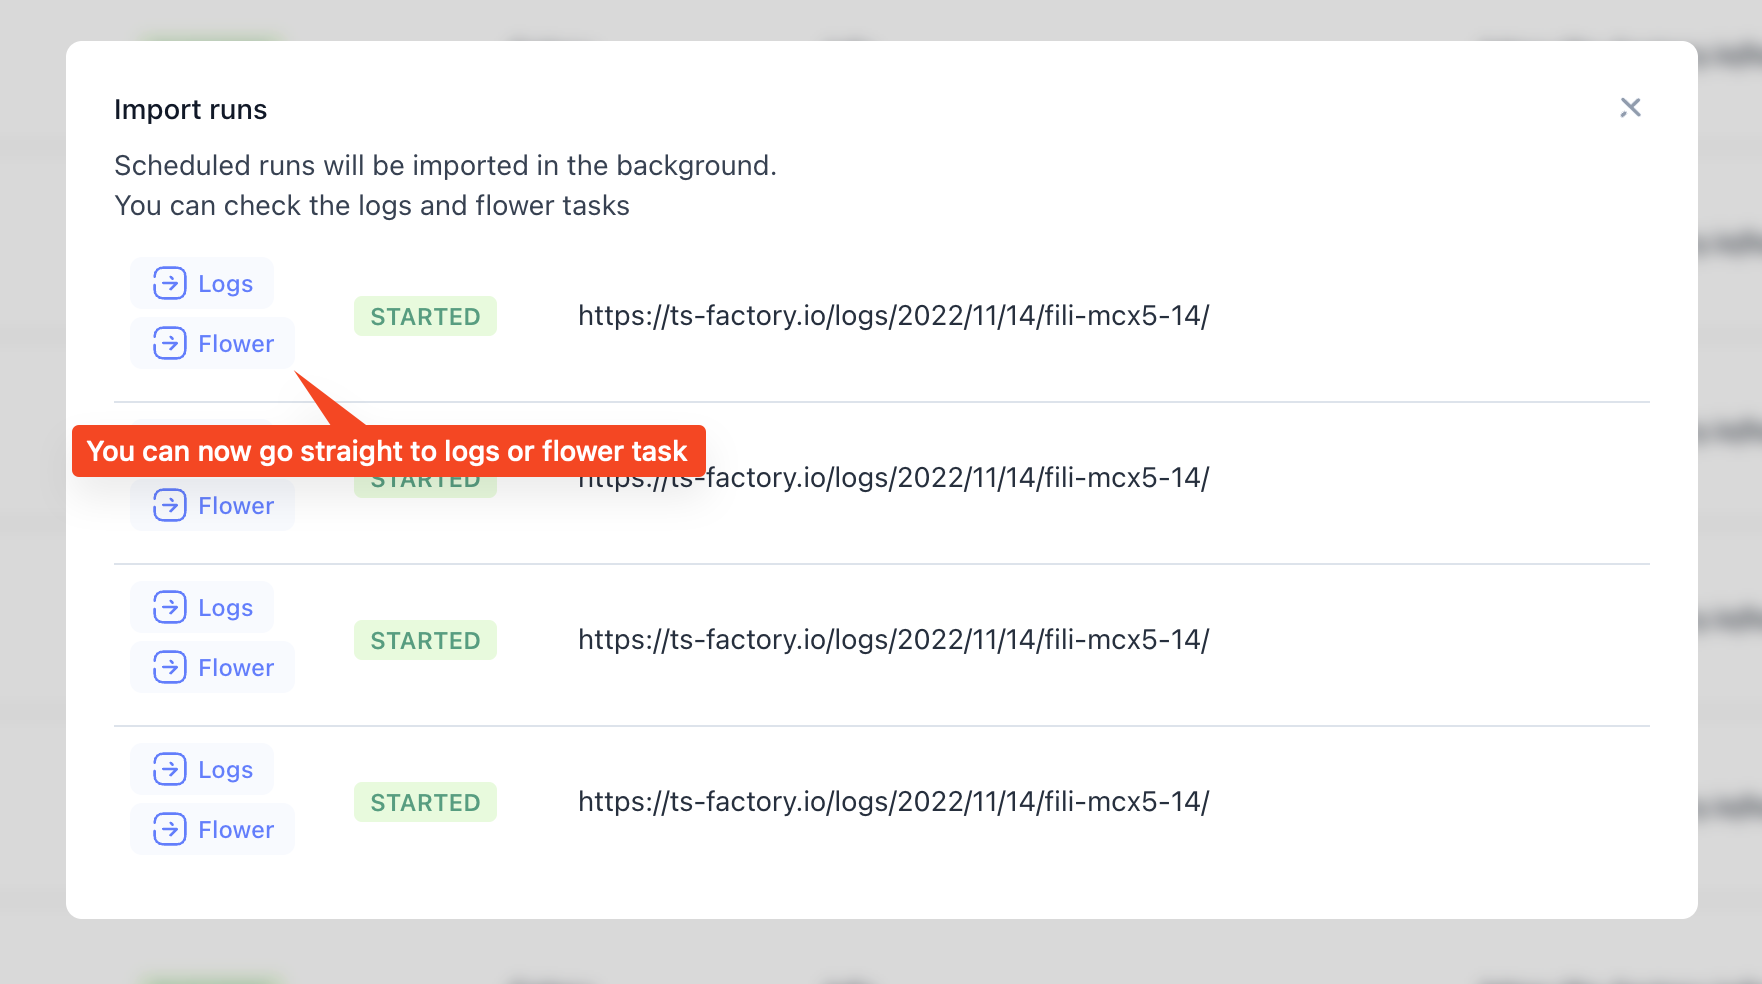 Import runs
Scheduled runs will be imported in the background.
You can check the logs and flower tasks
Logs
STARTED
https://ts-factory.io/logs/2022/11/14/fili-mcx5-14/
Flower
You can now go straight to logs or flower task
STARTED
https://ts-factory.io/logs/2022/11/14/fili-mcx5-14/
Flower
Logs
STARTED
https://ts-factory.io/logs/2022/11/14/fili-mcx5-14/
Flower
Logs
STARTED
https://ts-factory.io/logs/2022/11/14/fili-mcx5-14/
Flower